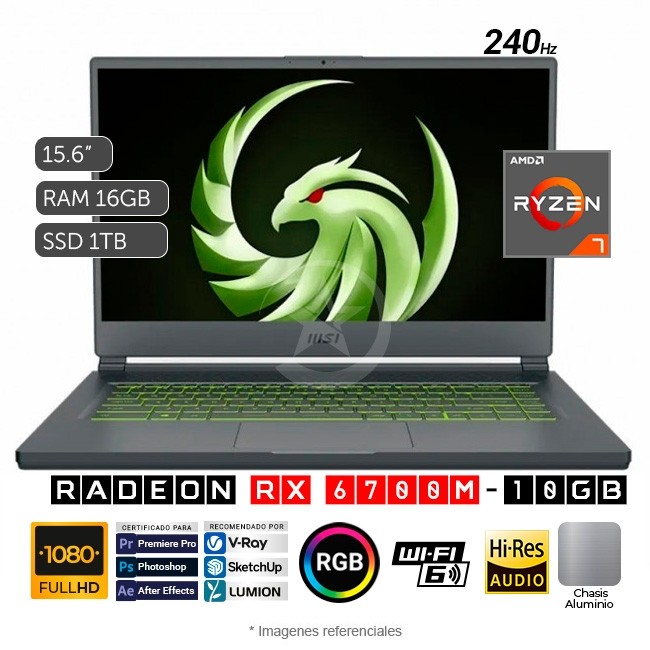 240Hz
15.6”
RAM 16GB
SSD 1TB
AMD
RYZEN
7
msi
RADEON RX 6700M-10GB
1080
FULLHD
CERTIFICADO PARA
Pr Premiere Pro
Ps Photoshop
Ae After Effects
RECOMENDADO POR
V-Ray
SketchUp
LUMION
RGB
WI-FI
6
Hi-Res
AUDIO
Chasis
Aluminio
* Imagenes referenciales